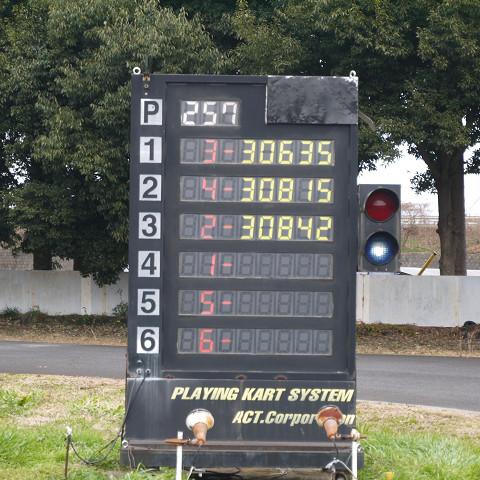 P 257
1 3- 30635
2 4- 30815
3 2- 30842
4 1-
5 5-
6 6-
PLAYING KART SYSTEM
ACT.Corporation